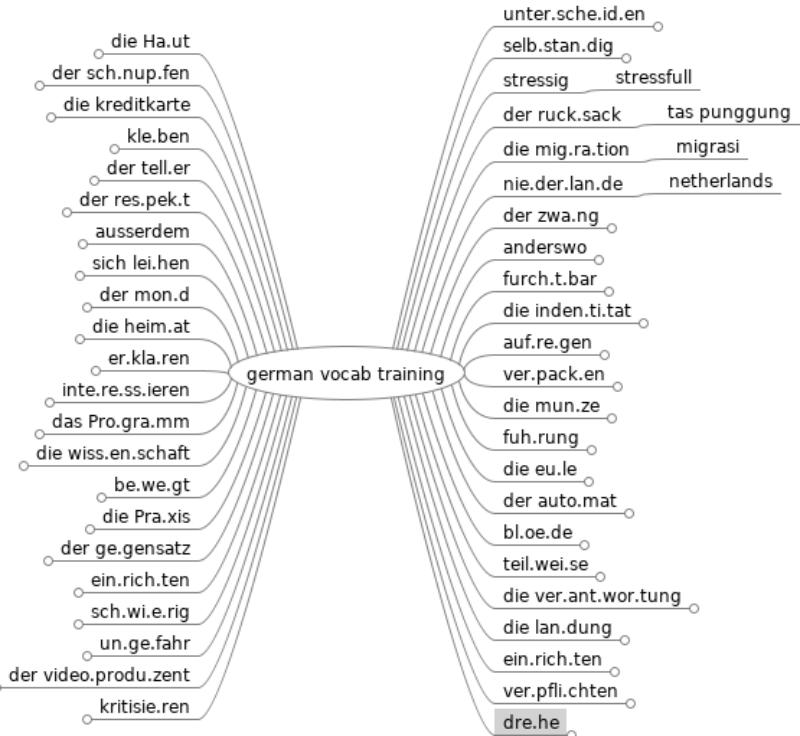 die Ha.ut
der sch.nup.fen
die kreditkarte
kle.ben
der tell.er
der res.pek.t
ausserdem
sich lei.hen
der mon.d
die heim.at
er.kla.ren
inte.re.ss.ieren
das Pro.gra.mm
die wiss.en.schaft
be.we.gt
die Pra.xis
der ge.gensatz
ein.rich.ten
sch.wi.e.rig
un.ge.fahr
der video.produ.zent
kritisie.ren
german vocab training
unter.sche.id.en
selb.stan.dig
stressig stressfull
der ruck.sack tas punggung
die mig.ra.tion migrasi
nie.der.lan.de netherlands
der zwa.ng
anderswo
furch.t.bar
die inden.ti.tat
auf.re.gen
ver.pack.en
die mun.ze
fuh.rung
die eu.le
der auto.mat
bl.oe.de
teil.wei.se
die ver.ant.wor.tung
die lan.dung
ein.rich.ten
ver.pfli.chten
dre.he